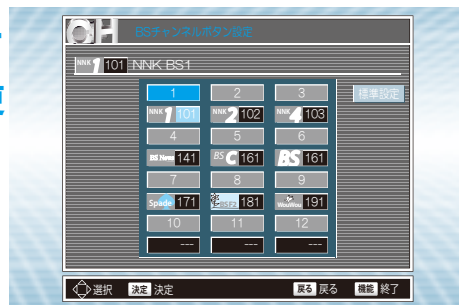 CH BSチャンネルボタン設定
NNK 1 101 NNK BS1
1 2 3 標準設定
NNK 1 101 NNK 2 102 NNK 4 103
4 5 6
BS News 141 BS C 161 BS 161
7 8 9
Spade 171 BSF2 181 WouWou 191
10 11 12
--- --- ---
選択 決定 決定 戻る 戻る 機能 終了